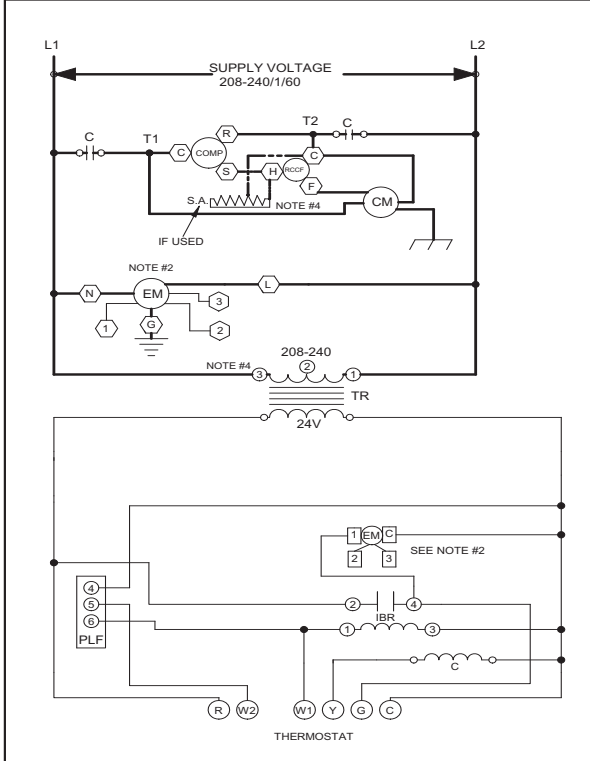 L1 L2
SUPPLY VOLTAGE
208-240/1/60
C T1 C COMP R S T2 C
H RCCF C F
S.A. NOTE #4 CM
IF USED
NOTE #2
N EM L
3
1 G 2
208-240
NOTE #4 3 2 1
TR
24V
1 EM C
2 3
SEE NOTE #2
4
5
6
PLF
2 4
IBR
1 3
C
R W2 W1 Y G C
THERMOSTAT